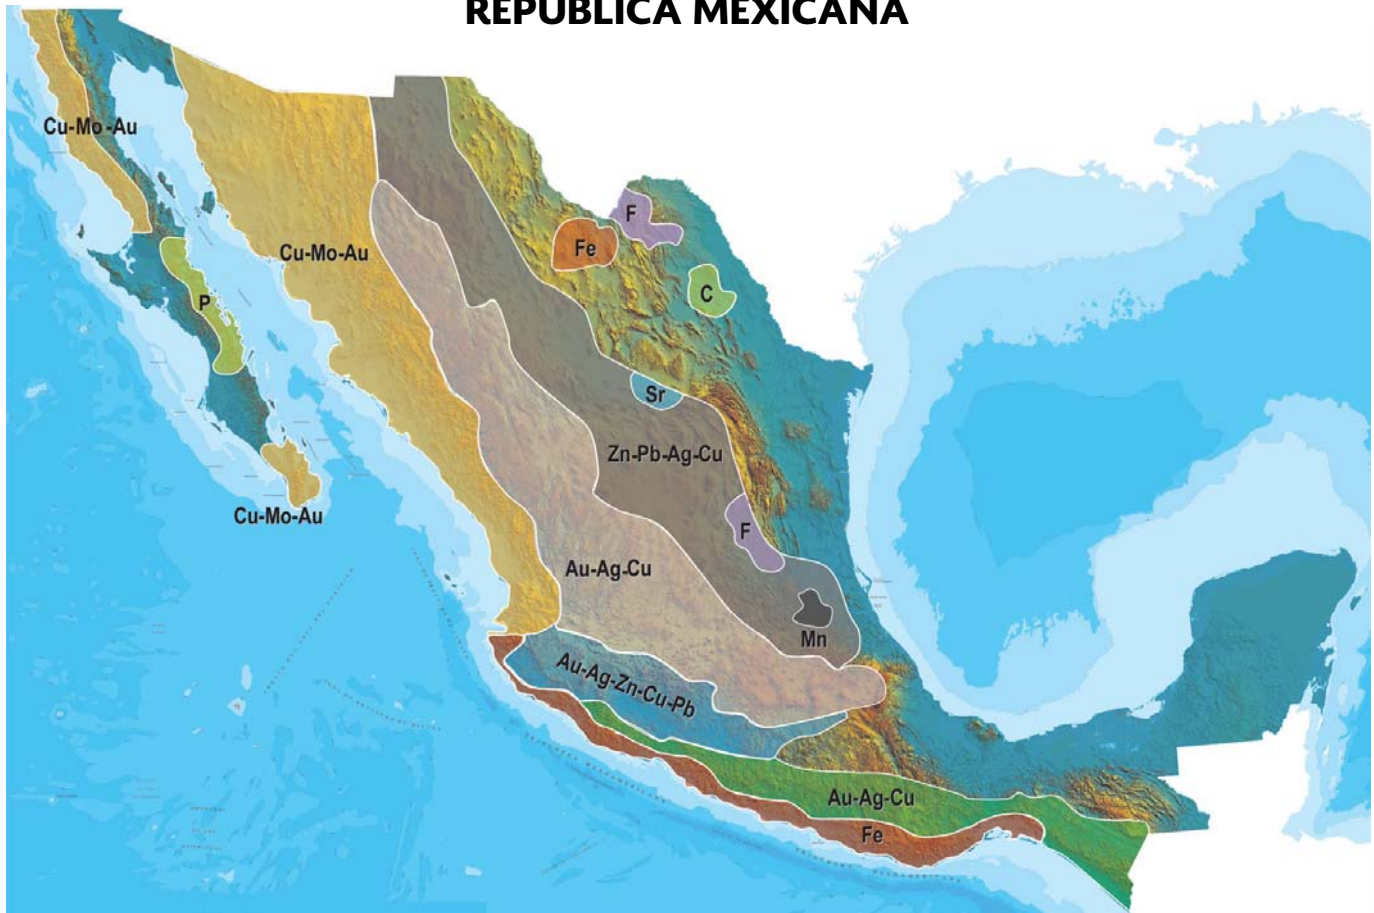 REPÚBLICA MEXICANA
Cu-Mo-Au
F
Fe
Cu-Mo-Au
C
P
Sr
Zn-Pb-Ag-Cu
Cu-Mo-Au
F
Au-Ag-Cu
Mn
Au-Ag-Zn-Cu-Pb
Au-Ag-Cu
Fe